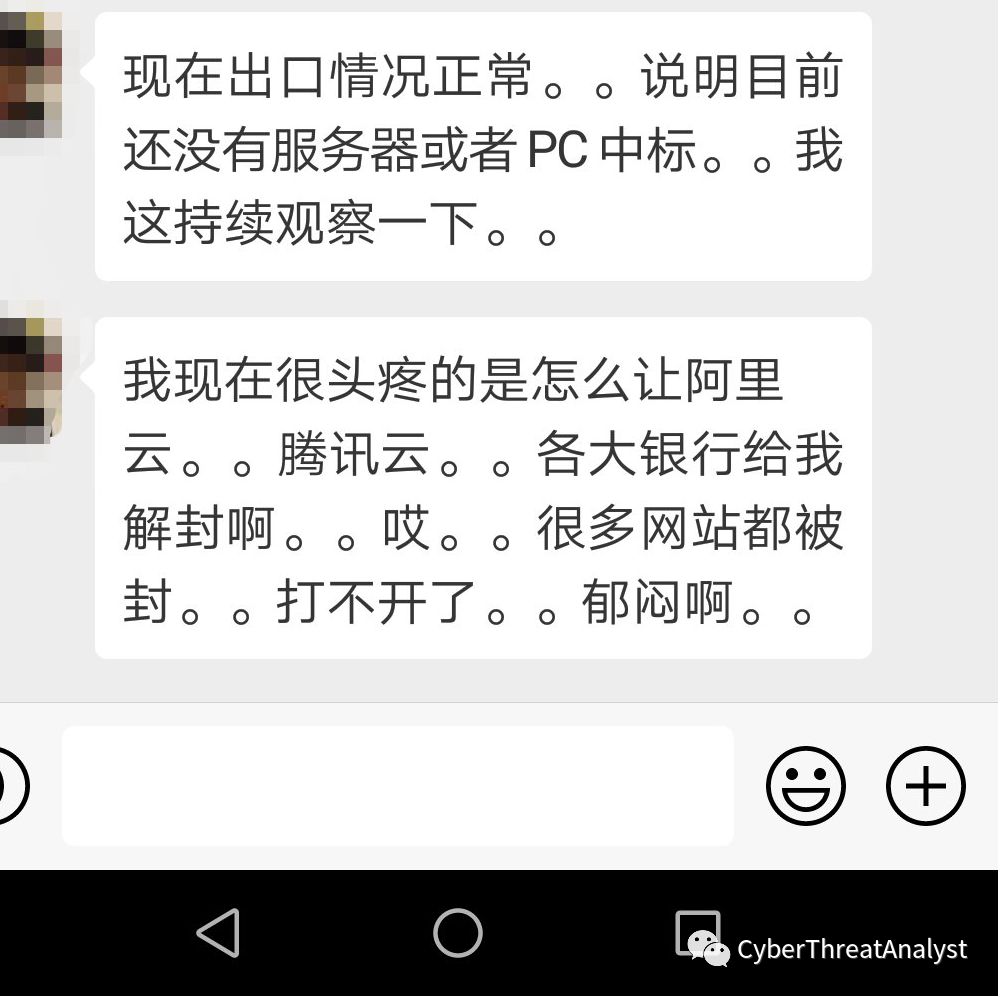 现在出口情况正常。。说明目前
还没有服务器或者PC中标。。我
这持续观察一下。。
我现在很头疼的是怎么让阿里
云。。腾讯云。。各大银行给我
解封啊。。哎。。很多网站都被
封。。打不开了。。郁闷啊。。
CyberThreatAnalyst